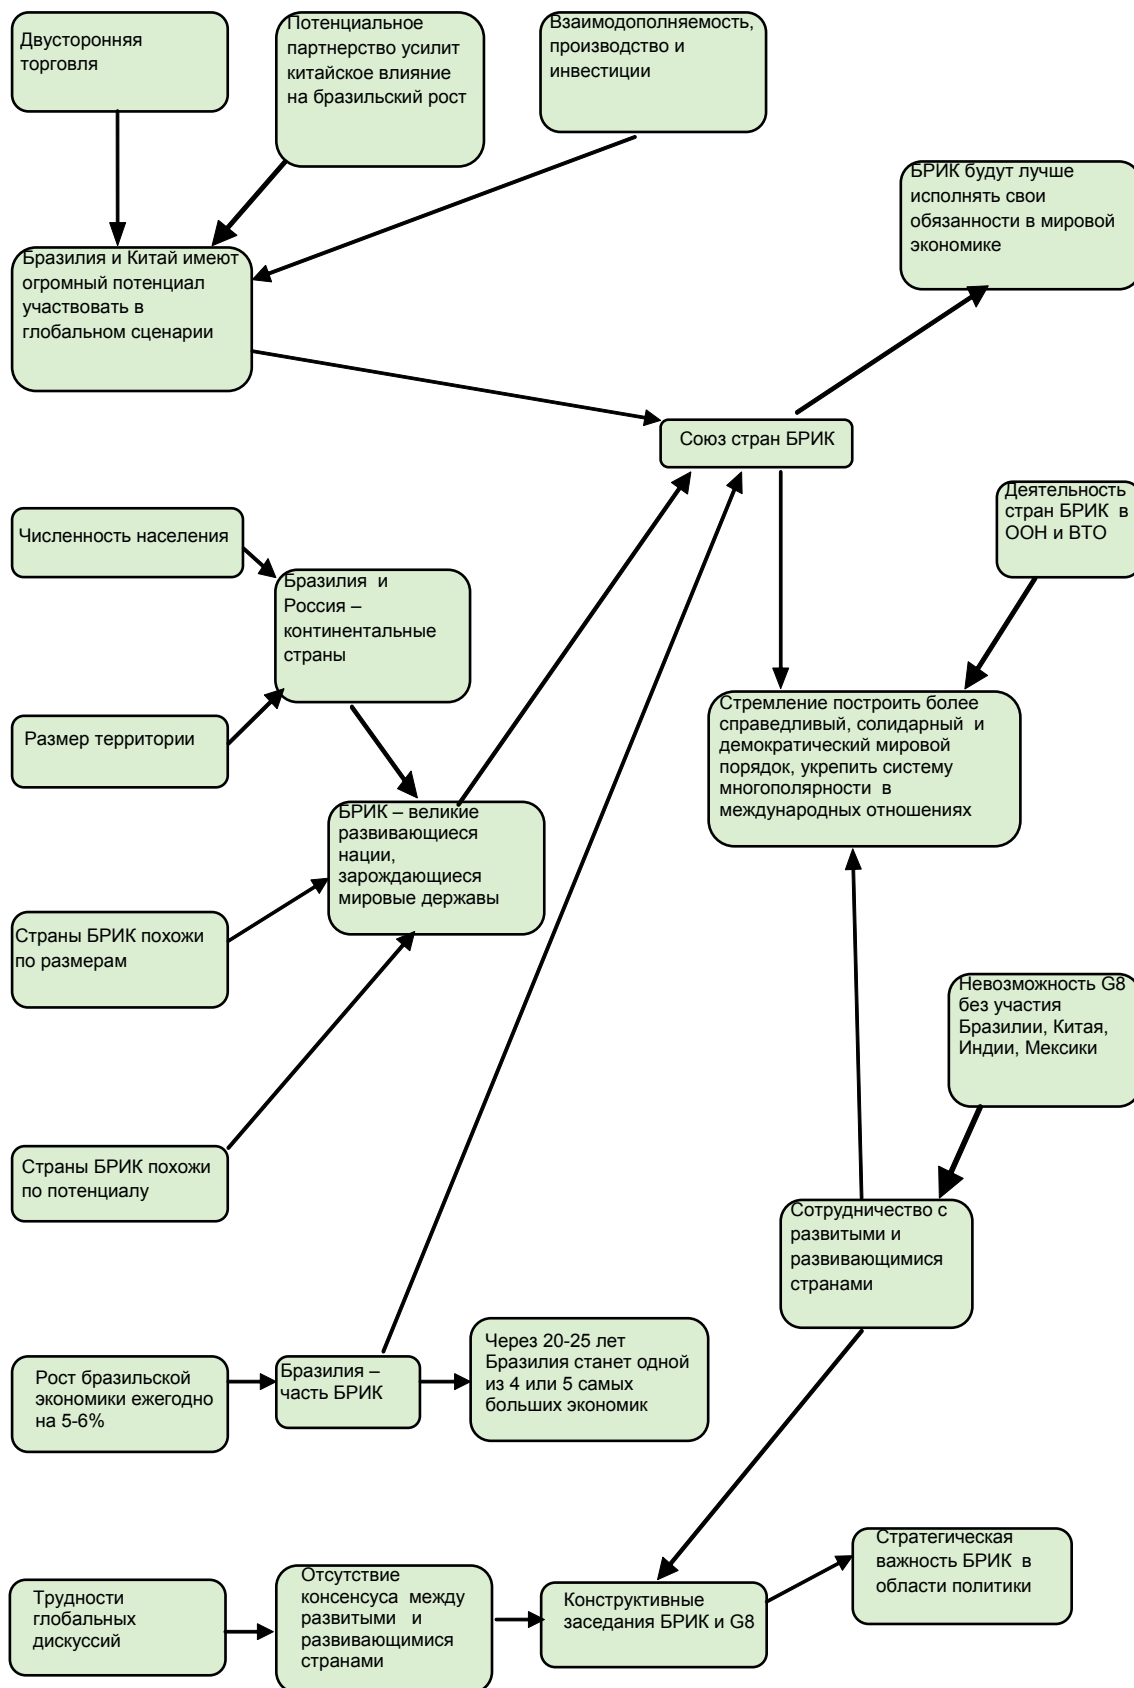 Двусторонняя
торговля
Потенциальное
партнерство усилит
китайское влияние
на бразильский рост
Взаимодополняемость,
производство и
инвестиции
БРИК будут лучше
исполнять свои
обязанности в мировой
экономике
Бразилия и Китай имеют
огромный потенциал
участвовать в
глобальном сценарии
Союз стран БРИК
Деятельность
стран БРИК в
ООН и ВТО
Численность населения
Бразилия и
Россия –
континентальные
страны
Размер территории
Стремление построить более
справедливый, солидарный и
демократический мировой
порядок, укрепить систему
многополярности в
международных отношениях
БРИК – великие
развивающиеся
нации,
зарождающиеся
мировые державы
Страны БРИК похожи
по размерам
Невозможность G8
без участия
Бразилии, Китая,
Индии, Мексики
Страны БРИК похожи
по потенциалу
Сотрудничество с
развитыми и
развивающимися
странами
Рост бразильской
экономики ежегодно
на 5-6%
Бразилия –
часть БРИК
Через 20-25 лет
Бразилия станет одной
из 4 или 5 самых
больших экономик
Трудности
глобальных
дискуссий
Отсутствие
консенсуса между
развитыми и
развивающимися
странами
Конструктивные
заседания БРИК и G8
Стратегическая
важность БРИК в
области политики